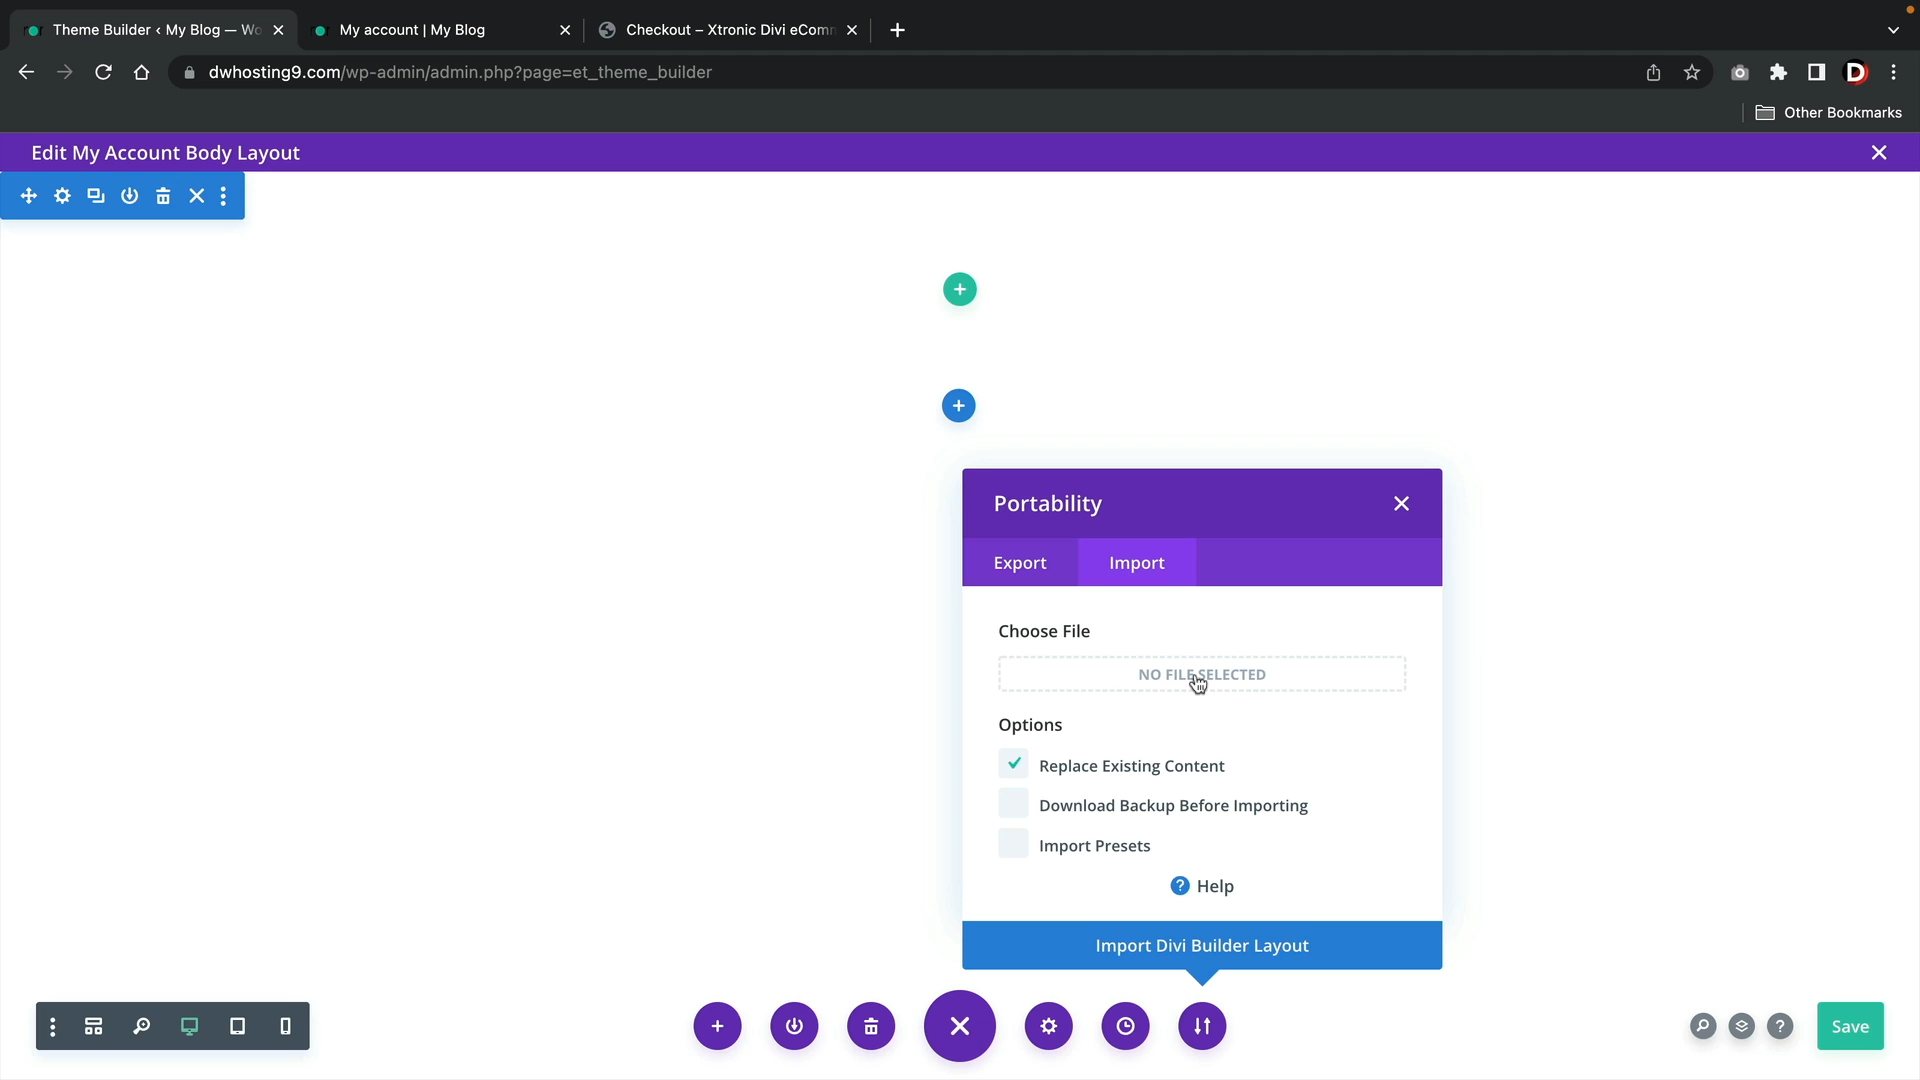 Theme Builder ‹ My Blog — Wo
My account | My Blog
Checkout – Xtronic Divi eComm
dwhosting9.com/wp-admin/admin.php?page=et_theme_builder
Other Bookmarks
Edit My Account Body Layout
Portability
Export
Import
Choose File
NO FILE SELECTED
Options
Replace Existing Content
Download Backup Before Importing
Import Presets
? Help
Import Divi Builder Layout
Save